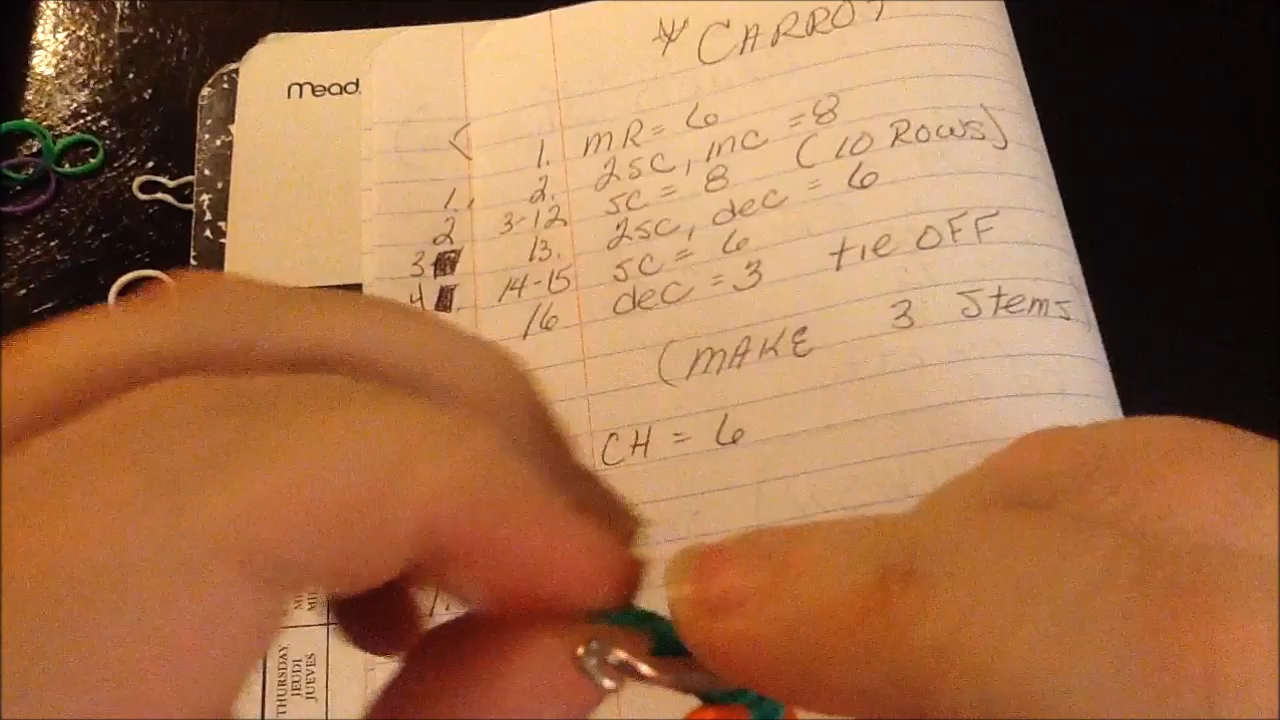 CARROT
mead
1. MR = 6
2. 2sc, inc = 8
3-12 sc = 8 (10 ROWS)
13. 2sc, dec = 6
14-15 sc = 6
16 dec = 3 tie OFF
(MAKE 3 Stems
CH = 6
1.
2
3
4
THURSDAY
JEUDI
JUEVES